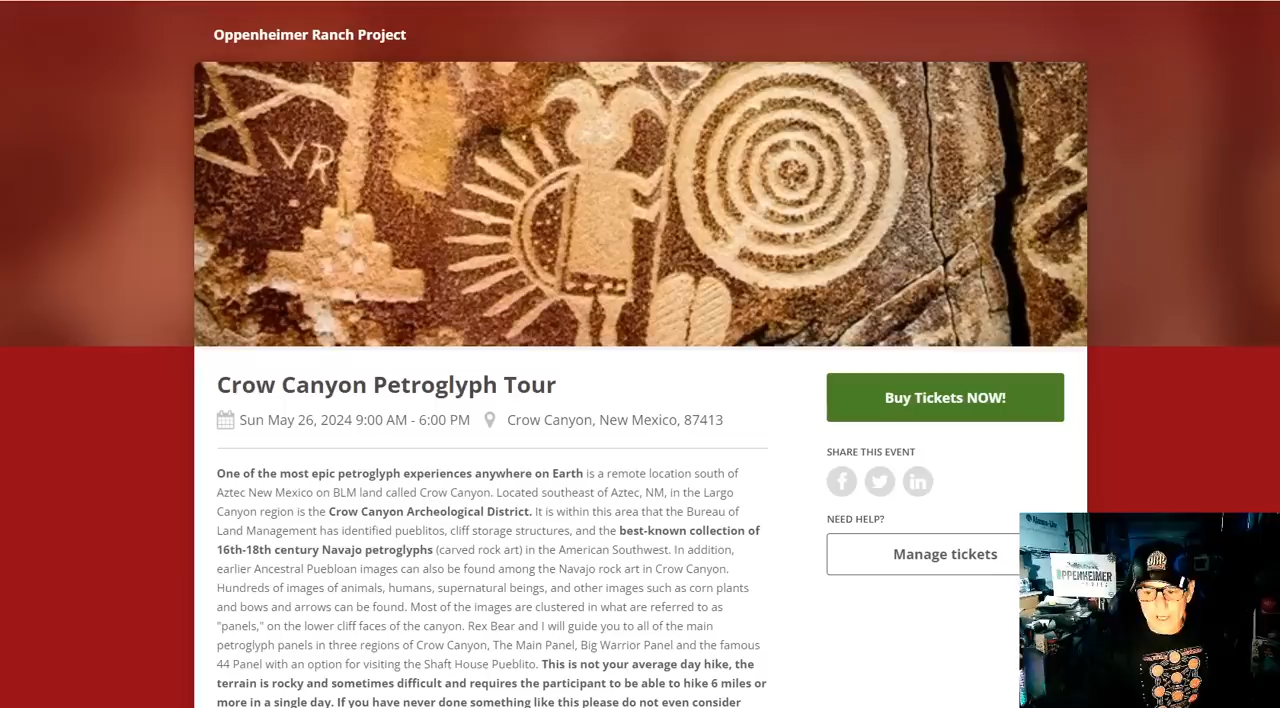 Oppenheimer Ranch Project
VR
Crow Canyon Petroglyph Tour
Sun May 26, 2024 9:00 AM - 6:00 PM Crow Canyon, New Mexico, 87413
One of the most epic petroglyph experiences anywhere on Earth is a remote location south of
Aztec New Mexico on BLM land called Crow Canyon. Located southeast of Aztec, NM, in the Largo
Canyon region is the Crow Canyon Archeological District. It is within this area that the Bureau of
Land Management has identified pueblitos, cliff storage structures, and the best-known collection of
16th-18th century Navajo petroglyphs (carved rock art) in the American Southwest. In addition,
earlier Ancestral Puebloan images can also be found among the Navajo rock art in Crow Canyon.
Hundreds of images of animals, humans, supernatural beings, and other images such as corn plants
and bows and arrows can be found. Most of the images are clustered in what are referred to as
"panels," on the lower cliff faces of the canyon. Rex Bear and I will guide you to all of the main
petroglyph panels in three regions of Crow Canyon, The Main Panel, Big Warrior Panel and the famous
44 Panel with an option for visiting the Shaft House Pueblito. This is not your average day hike, the
terrain is rocky and sometimes difficult and requires the participant to be able to hike 6 miles or
more in a single day. If you have never done something like this please do not even consider
Buy Tickets NOW!
SHARE THIS EVENT
NEED HELP?
Manage tickets
OPPENHEIMER